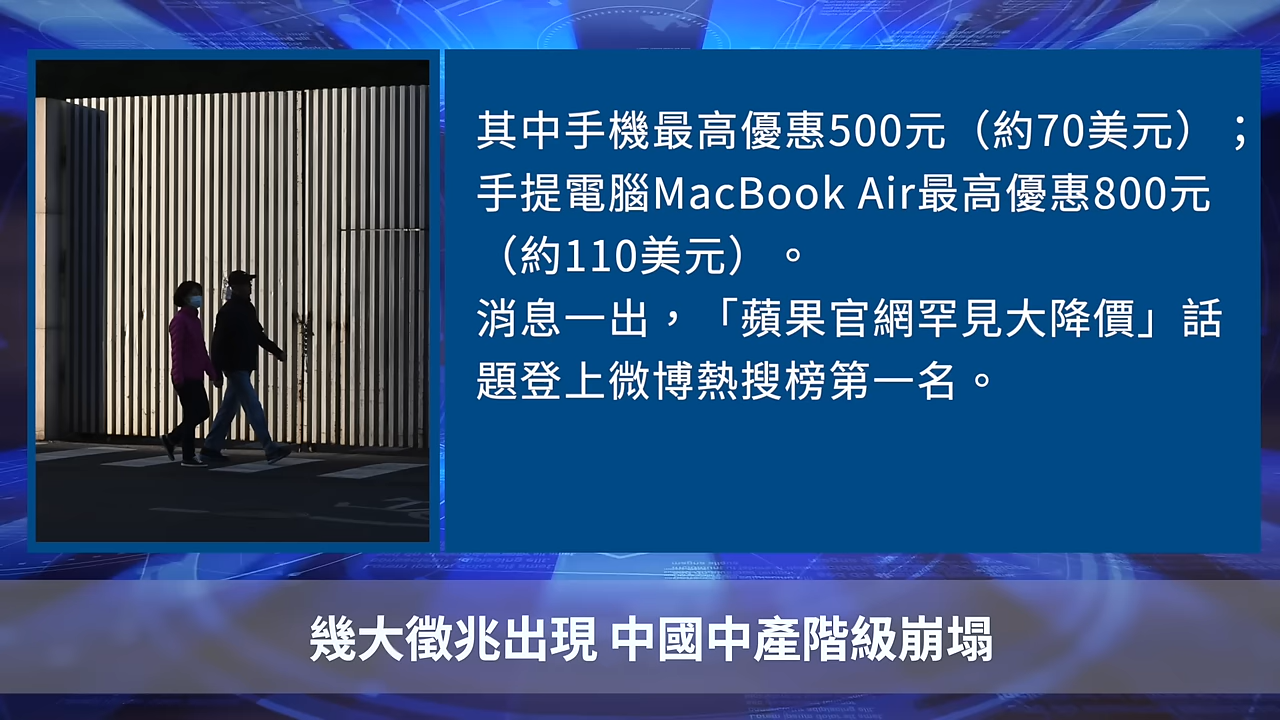 其中手機最高優惠500元（約70美元）；
手提電腦MacBook Air最高優惠800元
（約110美元）。
消息一出，「蘋果官網罕見大降價」話
題登上微博熱搜榜第一名。
幾大徵兆出現 中國中產階級崩塌